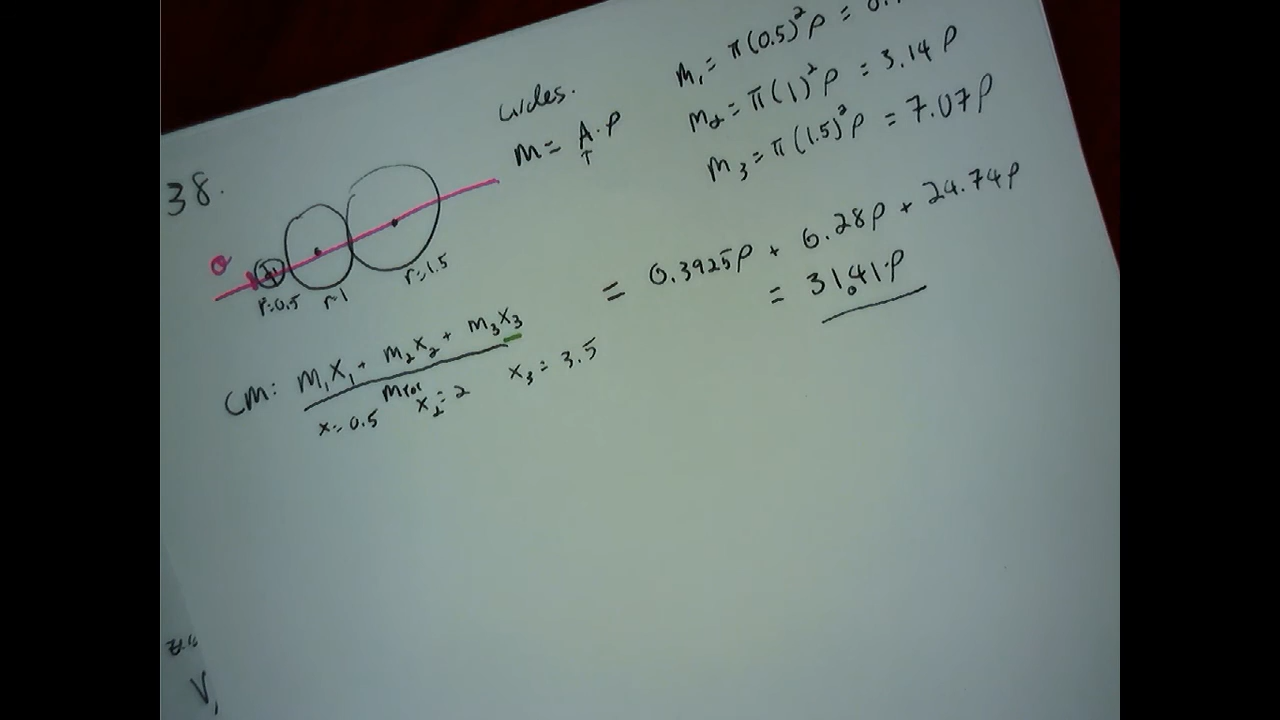 m₁ = π(0.5)²ρ = 0.
m₂ = π(1)²ρ = 3.14ρ
m₃ = π(1.5)²ρ = 7.07ρ
m = A·ρ
38.
r=0.5 r=1 r=1.5
= 0.3925ρ + 6.28ρ + 24.74ρ
= 31.41·ρ
CM: m₁x₁ + m₂x₂ + m₃x₃
mTOT
x=0.5 x₂=2 x₃=3.5
V₁